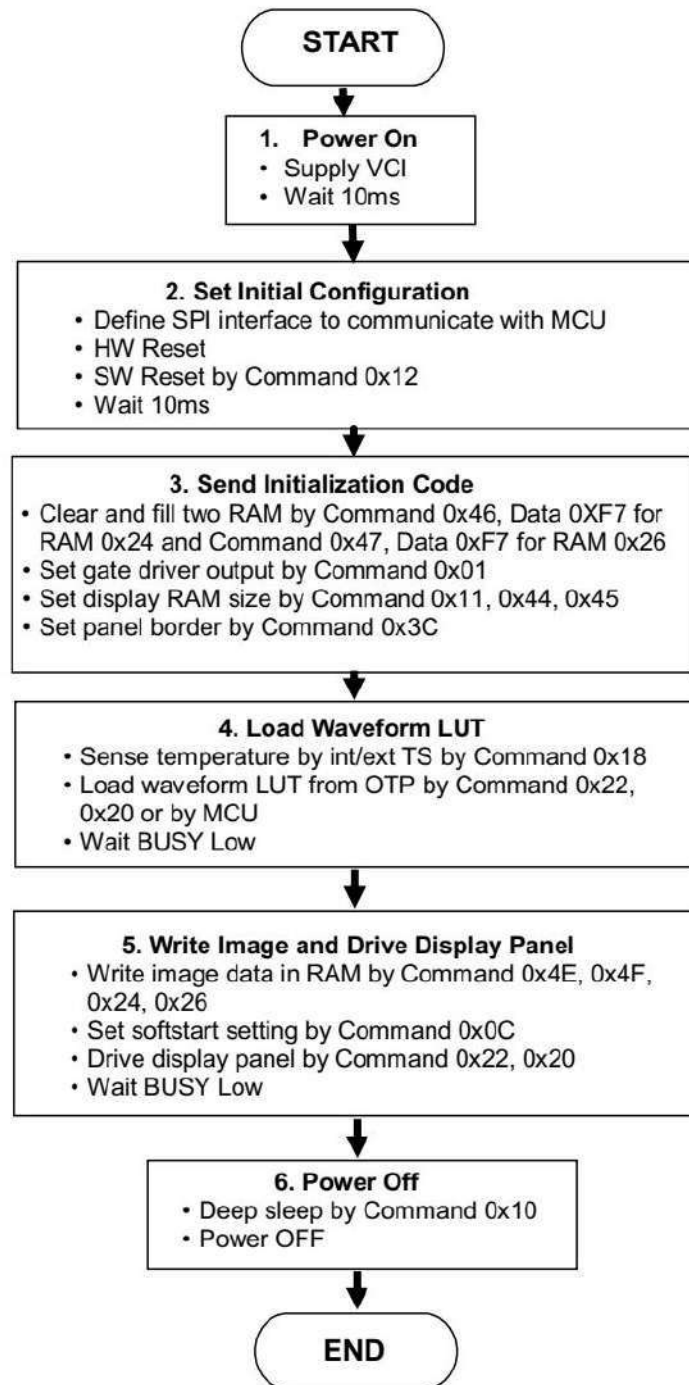 START
1. Power On
• Supply VCI
• Wait 10ms
2. Set Initial Configuration
• Define SPI interface to communicate with MCU
• HW Reset
• SW Reset by Command 0x12
• Wait 10ms
3. Send Initialization Code
• Clear and fill two RAM by Command 0x46, Data 0XF7 for
RAM 0x24 and Command 0x47, Data 0xF7 for RAM 0x26
• Set gate driver output by Command 0x01
• Set display RAM size by Command 0x11, 0x44, 0x45
• Set panel border by Command 0x3C
4. Load Waveform LUT
• Sense temperature by int/ext TS by Command 0x18
• Load waveform LUT from OTP by Command 0x22,
0x20 or by MCU
• Wait BUSY Low
5. Write Image and Drive Display Panel
• Write image data in RAM by Command 0x4E, 0x4F,
0x24, 0x26
• Set softstart setting by Command 0x0C
• Drive display panel by Command 0x22, 0x20
• Wait BUSY Low
6. Power Off
• Deep sleep by Command 0x10
• Power OFF
END